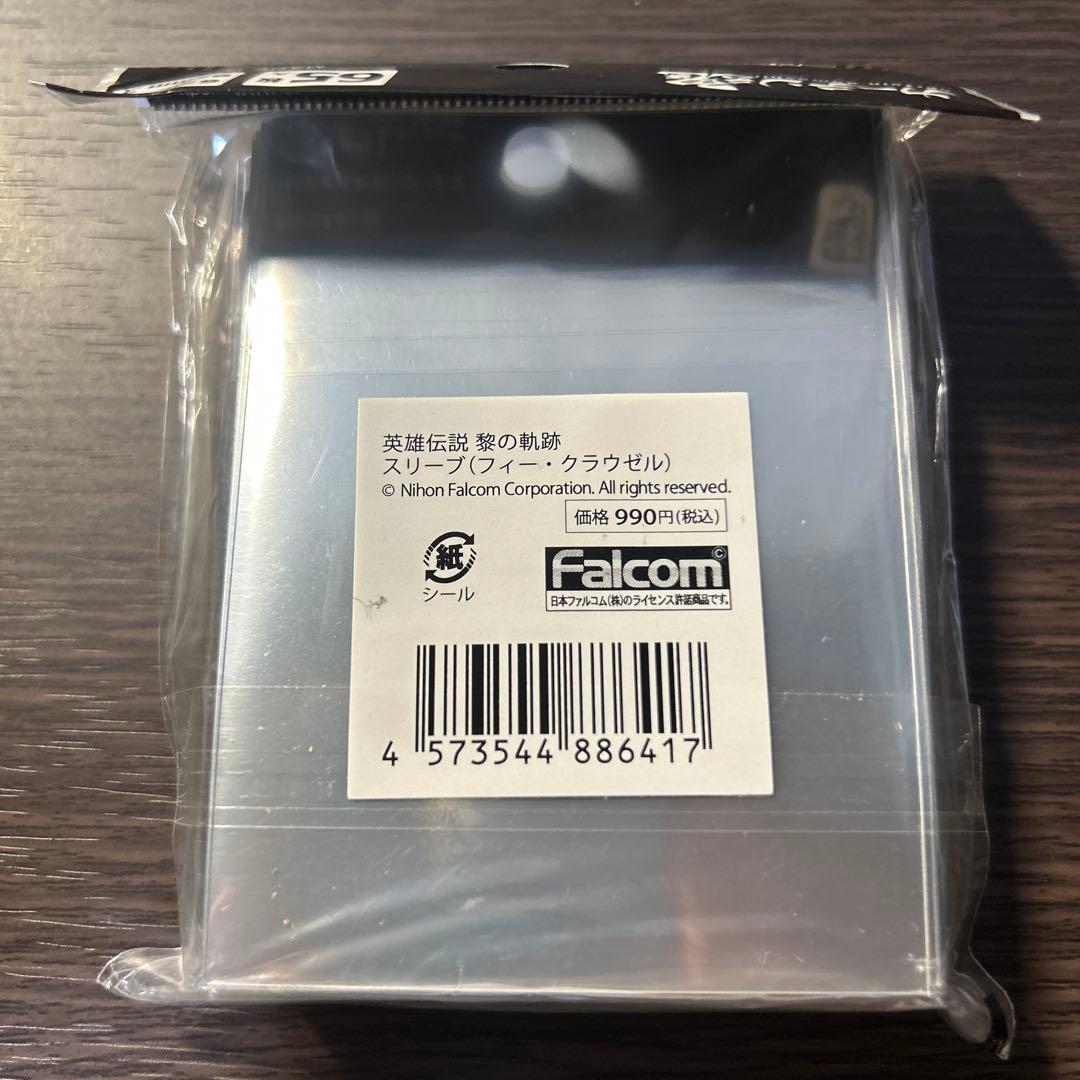 英雄伝説 黎の軌跡
スリーブ(フィー・クラウゼル)
© Nihon Falcom Corporation. All rights reserved.
価格 990円(税込)
紙
シール
Falcom©
日本ファルコム(株)のライセンス許諾商品です。
4 573544 886417